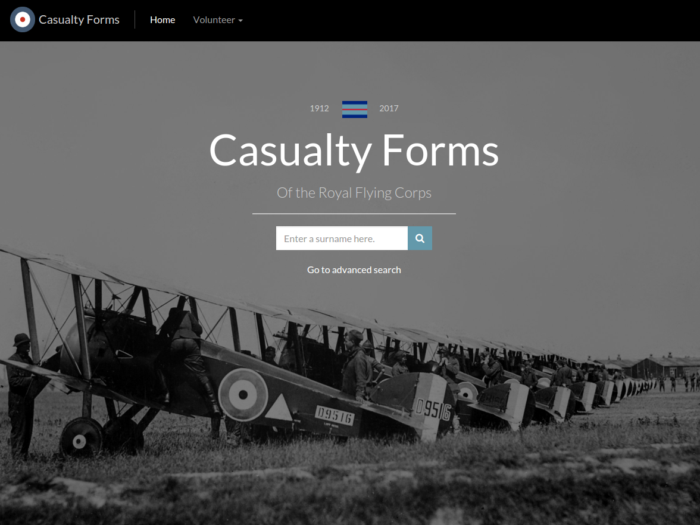 Casualty Forms
Home
Volunteer
1912
2017
Casualty Forms
Of the Royal Flying Corps
Enter a surname here.
Go to advanced search
D9516
D9516